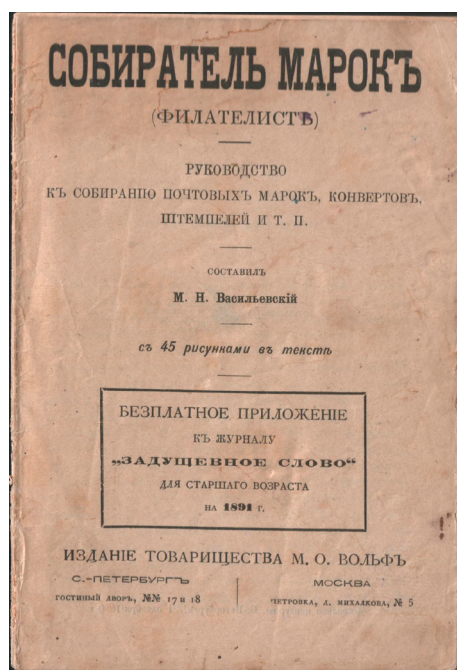 СОБИРАТЕЛЬ МАРОКЪ
(ФИЛАТЕЛИСТЪ)
РУКОВОДСТВО
КЪ СОБИРАНІЮ ПОЧТОВЫХЪ МАРОКЪ, КОНВЕРТОВЪ,
ШТЕМПЕЛЕЙ И Т. П.
СОСТАВИЛЪ
М. Н. Васильевскій
съ 45 рисунками въ текстѣ
БЕЗПЛАТНОЕ ПРИЛОЖЕНІЕ
КЪ ЖУРНАЛУ
„ЗАДУШЕВНОЕ СЛОВО“
ДЛЯ СТАРШАГО ВОЗРАСТА
НА 1891 Г.
ИЗДАНІЕ ТОВАРИЩЕСТВА М. О. ВОЛЬФЪ
С.-ПЕТЕРБУРГЪ
ГОСТИНЫЙ ДВОРЪ, №№ 17 и 18
МОСКВА
ПЕТРОВКА, Д. МИХАЛКОВА, № 5